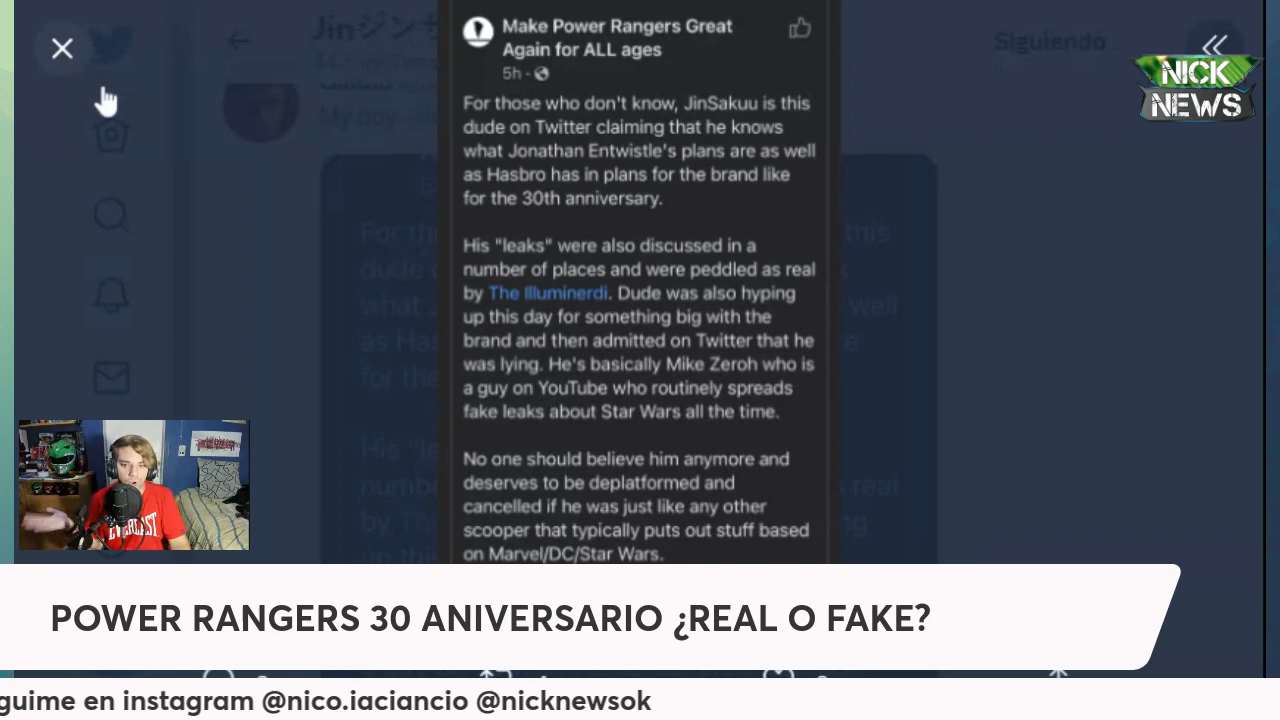 Jinジンサ
Siguiendo
NICK
NEWS
Make Power Rangers Great
Again for ALL ages
5h ·
For those who don't know, JinSakuu is this
dude on Twitter claiming that he knows
what Jonathan Entwistle's plans are as well
as Hasbro has in plans for the brand like
for the 30th anniversary.
His "leaks" were also discussed in a
number of places and were peddled as real
by The Illuminerdi. Dude was also hyping
up this day for something big with the
brand and then admitted on Twitter that he
was lying. He's basically Mike Zeroh who is
a guy on YouTube who routinely spreads
fake leaks about Star Wars all the time.
No one should believe him anymore and
deserves to be deplatformed and
cancelled if he was just like any other
scooper that typically puts out stuff based
on Marvel/DC/Star Wars.
EVERLAST
POWER RANGERS 30 ANIVERSARIO ¿REAL O FAKE?
guime en instagram @nico.iaciancio @nicknewsok